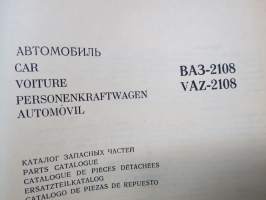 АВТОМОБИЛЬ
CAR ВАЗ-2108
VOITURE VAZ-2108
PERSONENKRAFTWAGEN
AUTOMÓVIL
КАТАЛОГ ЗАПАСНЫХ ЧАСТЕЙ
PARTS CATALOGUE
CATALOGUE DE PIECES DETACHEES
ERSATZTEILKATALOG
CATALOGO DE PIEZAS DE REPUESTO